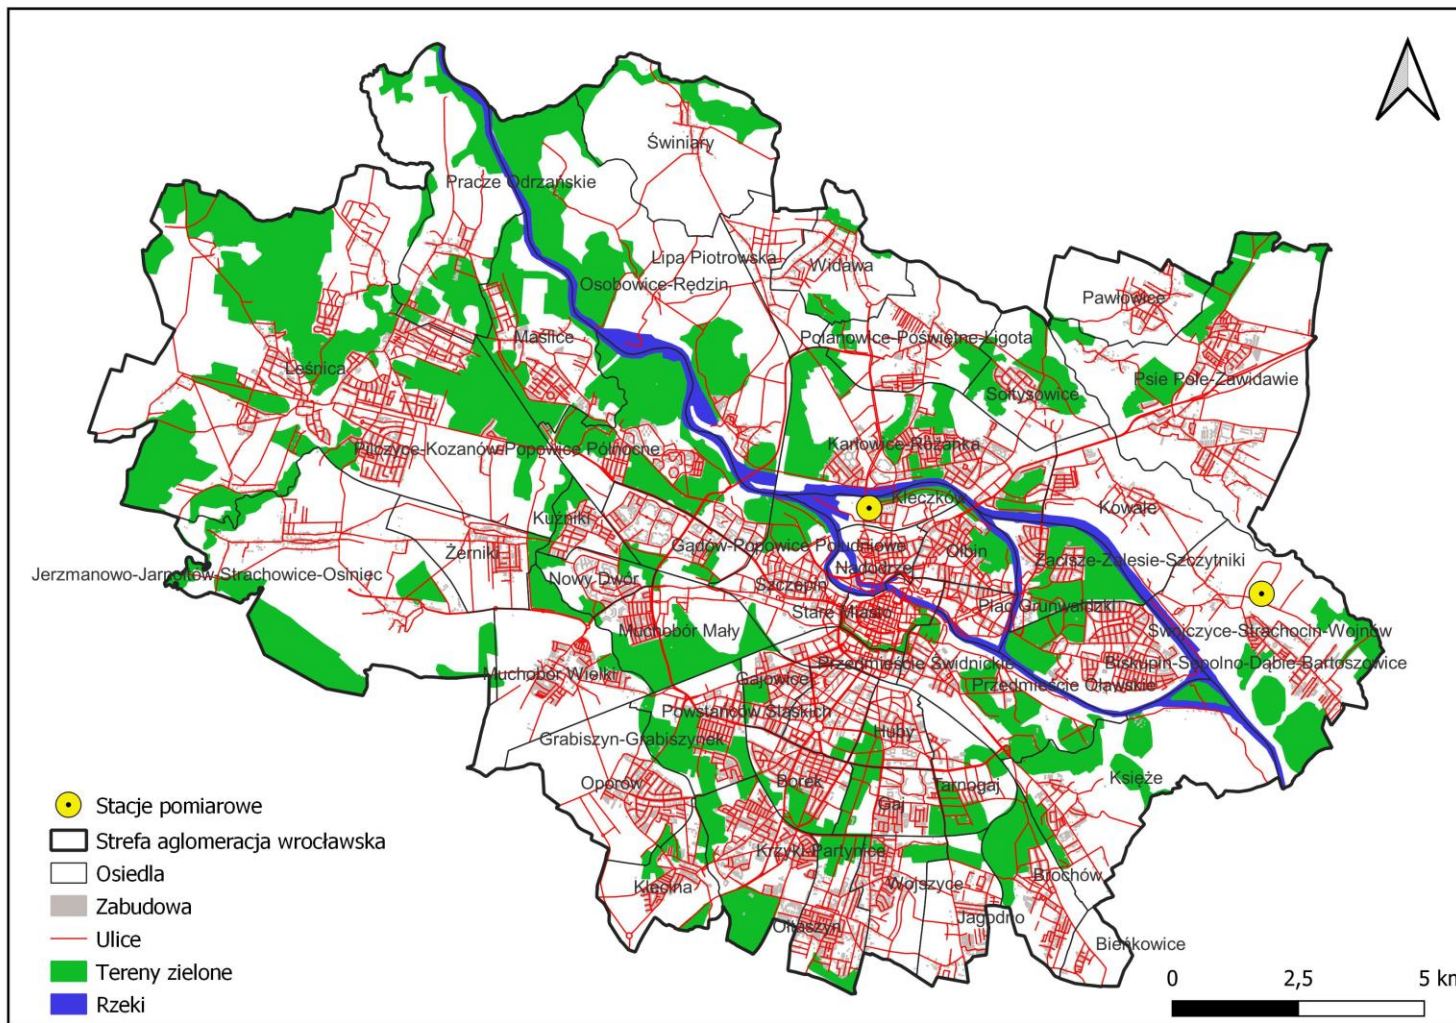 Świniary
Pracze Odrzańskie
Lipa Piotrowska
Widawa
Osobowice-Rędzin
Pawłowice
Polanowice-Poświętne-Ligota
Maślice
Leśnica
Psie Pole-Zawidawie
Sołtysowice
Karłowice-Różanka
Pilczyce-Kozanów-Popowice Północne
Kleczków
Kowale
Kuźniki
Gądów-Popowice Południowe
Ołbin
Żerniki
Zacisze-Zalesie-Szczytniki
Nadodrze
Jerzmanowo-Jarnołtów-Strachowice-Osiniec
Nowy Dwór
Szczepin
Plac Grunwaldzki
Stare Miasto
Muchobór Mały
Swojczyce-Strachocin-Wojnów
Przedmieście Świdnickie
Biskupin-Sępolno-Dąbie-Bartoszowice
Muchobór Wielki
Gajowice
Przedmieście Oławskie
Powstańców Śląskich
Huby
Grabiszyn-Grabiszynek
Księże
Oporów
Borek
Tarnogaj
Gaj
Krzyki-Partynice
Brochów
Klecina
Wojszyce
Jagodno
Ołtaszyn
Bieńkowice
Stacje pomiarowe
Strefa aglomeracja wrocławska
Osiedla
Zabudowa
Ulice
Tereny zielone
Rzeki
0 2,5 5 km